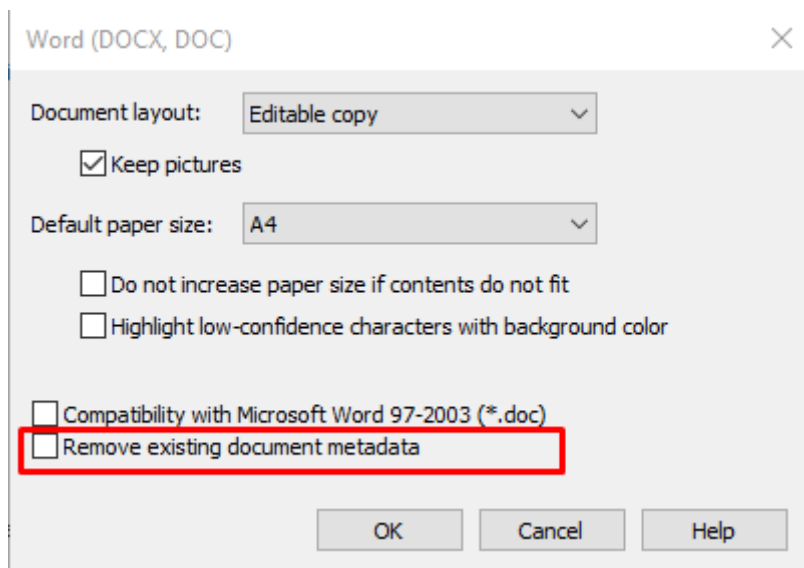 Word (DOCX, DOC)
Document layout: Editable copy
Keep pictures
Default paper size: A4
Do not increase paper size if contents do not fit
Highlight low-confidence characters with background color
Compatibility with Microsoft Word 97-2003 (*.doc)
Remove existing document metadata
OK Cancel Help